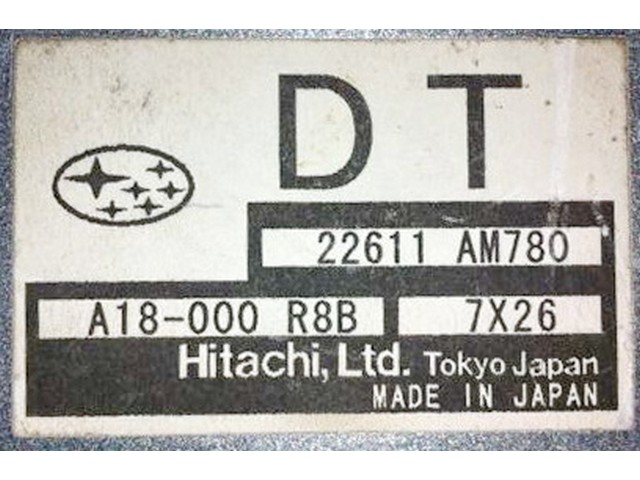 DT
22611 AM780
A18-000 R8B 7X26
Hitachi, Ltd. Tokyo Japan
MADE IN JAPAN